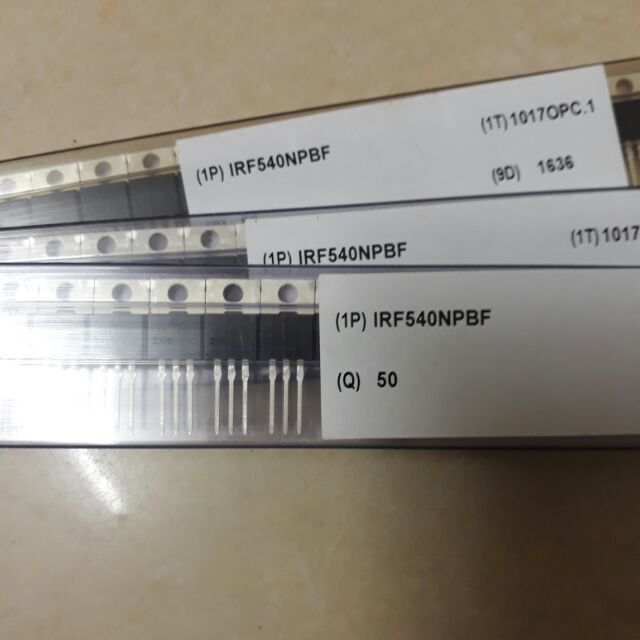 (1P) IRF540NPBF
(1T) 1017OPC.1
(9D) 1636
(1P) IRF540NPBF
(1T) 1017
(1P) IRF540NPBF
(Q) 50